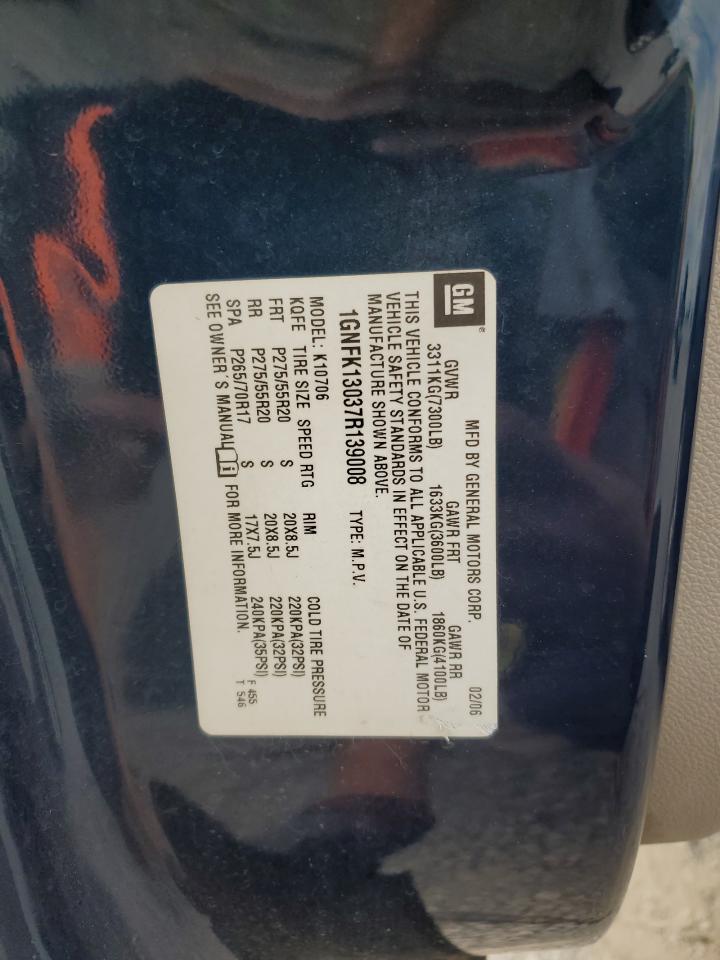 GM ®
MFD BY GENERAL MOTORS CORP. 02/06
GVWR GAWR FRT GAWR RR
3311KG(7300LB) 1633KG(3600LB) 1860KG(4100LB)
THIS VEHICLE CONFORMS TO ALL APPLICABLE U.S. FEDERAL MOTOR
VEHICLE SAFETY STANDARDS IN EFFECT ON THE DATE OF
MANUFACTURE SHOWN ABOVE.
1GNFK13037R139008 TYPE: M.P.V.
MODEL: K10706
KQFE TIRE SIZE SPEED RTG RIM COLD TIRE PRESSURE
FRT P275/55R20 S 20X8.5J 220KPA(32PSI)
RR P275/55R20 S 20X8.5J 220KPA(32PSI)
SPA P265/70R17 S 17X7.5J 240KPA(35PSI) F 455
SEE OWNER'S MANUAL i FOR MORE INFORMATION. T 546